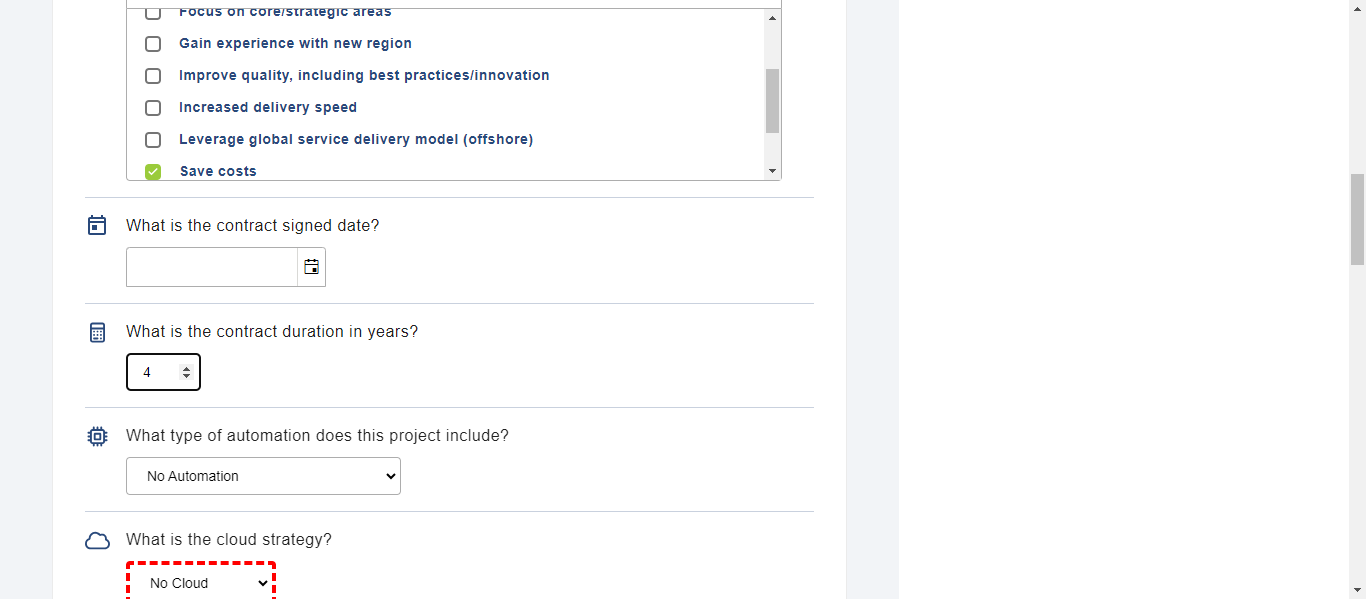 Focus on core/strategic areas
Gain experience with new region
Improve quality, including best practices/innovation
Increased delivery speed
Leverage global service delivery model (offshore)
Save costs
What is the contract signed date?
What is the contract duration in years?
4
What type of automation does this project include?
No Automation
What is the cloud strategy?
No Cloud